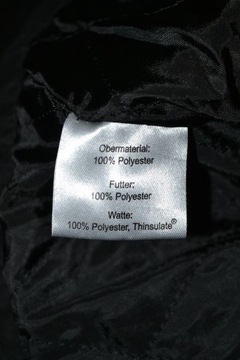 Obermaterial:
100% Polyester
Futter:
100% Polyester
Watte:
100% Polyester, Thinsulate®